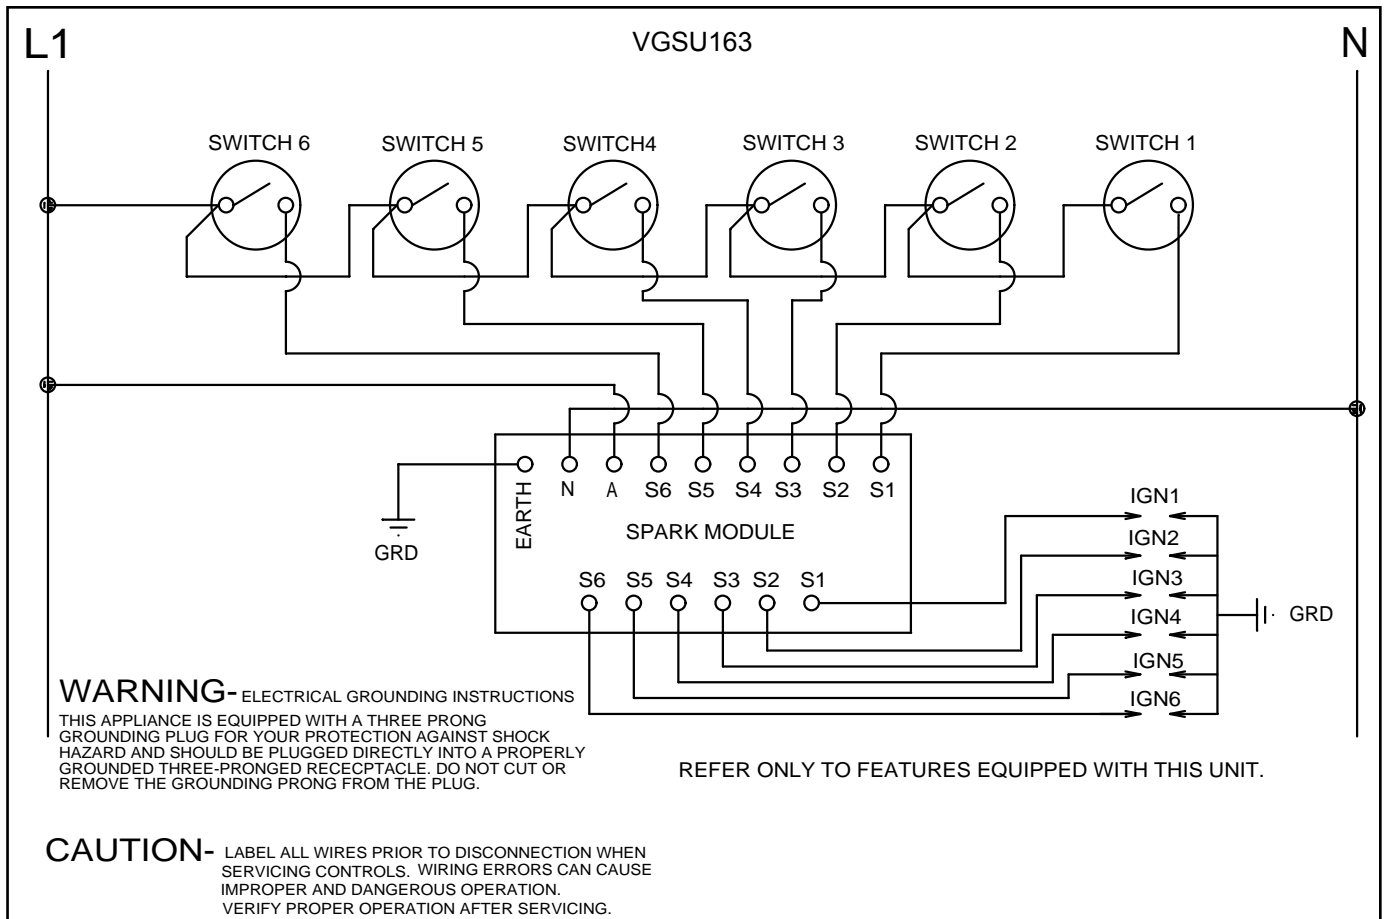 L1
VGSU163
N
SWITCH 6
SWITCH 5
SWITCH4
SWITCH 3
SWITCH 2
SWITCH 1
EARTH
N
A
S6
S5
S4
S3
S2
S1
GRD
SPARK MODULE
S6
S5
S4
S3
S2
S1
IGN1
IGN2
IGN3
IGN4
IGN5
IGN6
GRD
WARNING- ELECTRICAL GROUNDING INSTRUCTIONS
THIS APPLIANCE IS EQUIPPED WITH A THREE PRONG
GROUNDING PLUG FOR YOUR PROTECTION AGAINST SHOCK
HAZARD AND SHOULD BE PLUGGED DIRECTLY INTO A PROPERLY
GROUNDED THREE-PRONGED RECECPTACLE. DO NOT CUT OR
REMOVE THE GROUNDING PRONG FROM THE PLUG.
REFER ONLY TO FEATURES EQUIPPED WITH THIS UNIT.
CAUTION- LABEL ALL WIRES PRIOR TO DISCONNECTION WHEN
SERVICING CONTROLS. WIRING ERRORS CAN CAUSE
IMPROPER AND DANGEROUS OPERATION.
VERIFY PROPER OPERATION AFTER SERVICING.